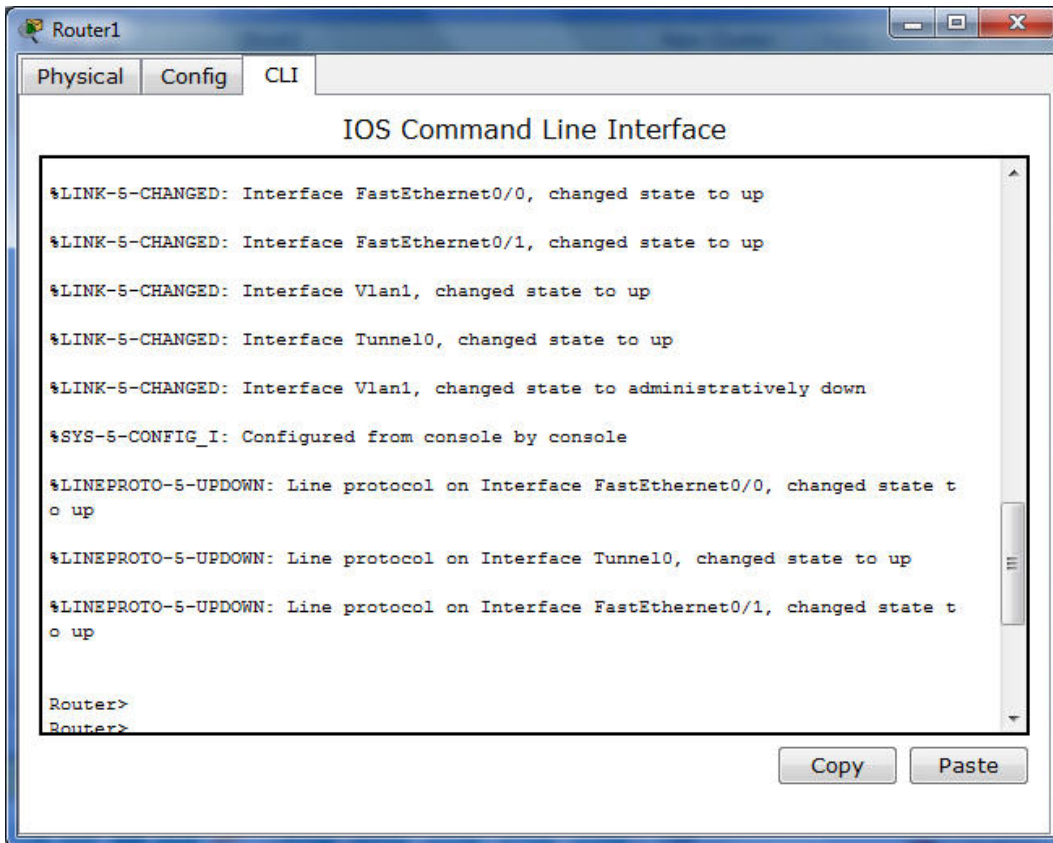 Router1
Physical Config CLI
IOS Command Line Interface
%LINK-5-CHANGED: Interface FastEthernet0/0, changed state to up
%LINK-5-CHANGED: Interface FastEthernet0/1, changed state to up
%LINK-5-CHANGED: Interface Vlan1, changed state to up
%LINK-5-CHANGED: Interface Tunnel0, changed state to up
%LINK-5-CHANGED: Interface Vlan1, changed state to administratively down
%SYS-5-CONFIG_I: Configured from console by console
%LINEPROTO-5-UPDOWN: Line protocol on Interface FastEthernet0/0, changed state t
o up
%LINEPROTO-5-UPDOWN: Line protocol on Interface Tunnel0, changed state to up
%LINEPROTO-5-UPDOWN: Line protocol on Interface FastEthernet0/1, changed state t
o up
Router>
Router>
Copy Paste